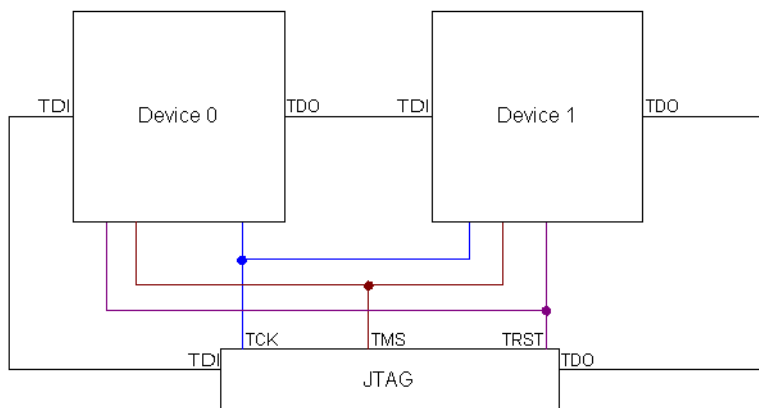 TDI
Device 0
TDO
TDI
Device 1
TDO
TCK
TMS
TRST
TDI
TDO
JTAG